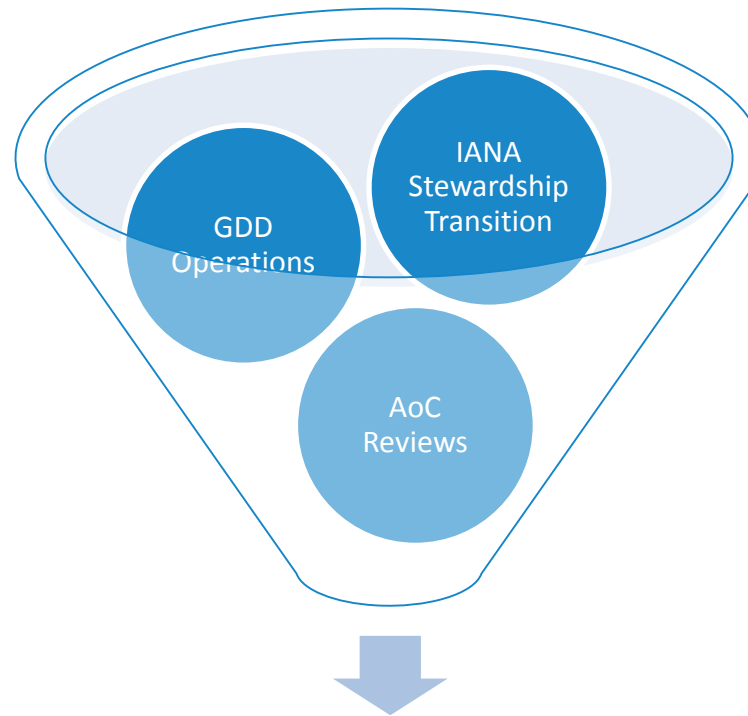 IANA
Stewardship
Transition
GDD
Operations
AoC
Reviews